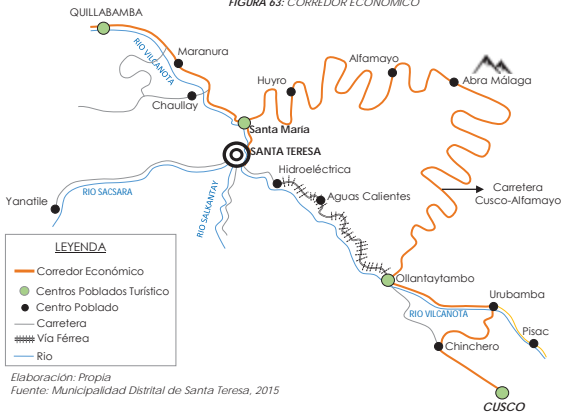 FIGURA 63: CORREDOR ECONÓMICO
QUILLABAMBA
RIO VILCANOTA
Maranura
Chaullay
Huyro
Alfamayo
Abra Málaga
Santa María
SANTA TERESA
Hidroeléctrica
Aguas Calientes
Carretera
Cusco-Alfamayo
Yanatile
RIO SACSARA
RIO SALKANTAY
Ollantaytambo
RIO VILCANOTA
Urubamba
Pisac
Chinchero
CUSCO
LEYENDA
Corredor Económico
Centros Poblados Turístico
Centro Poblado
Carretera
Vía Férrea
Río
Elaboración: Propia
Fuente: Municipalidad Distrital de Santa Teresa, 2015